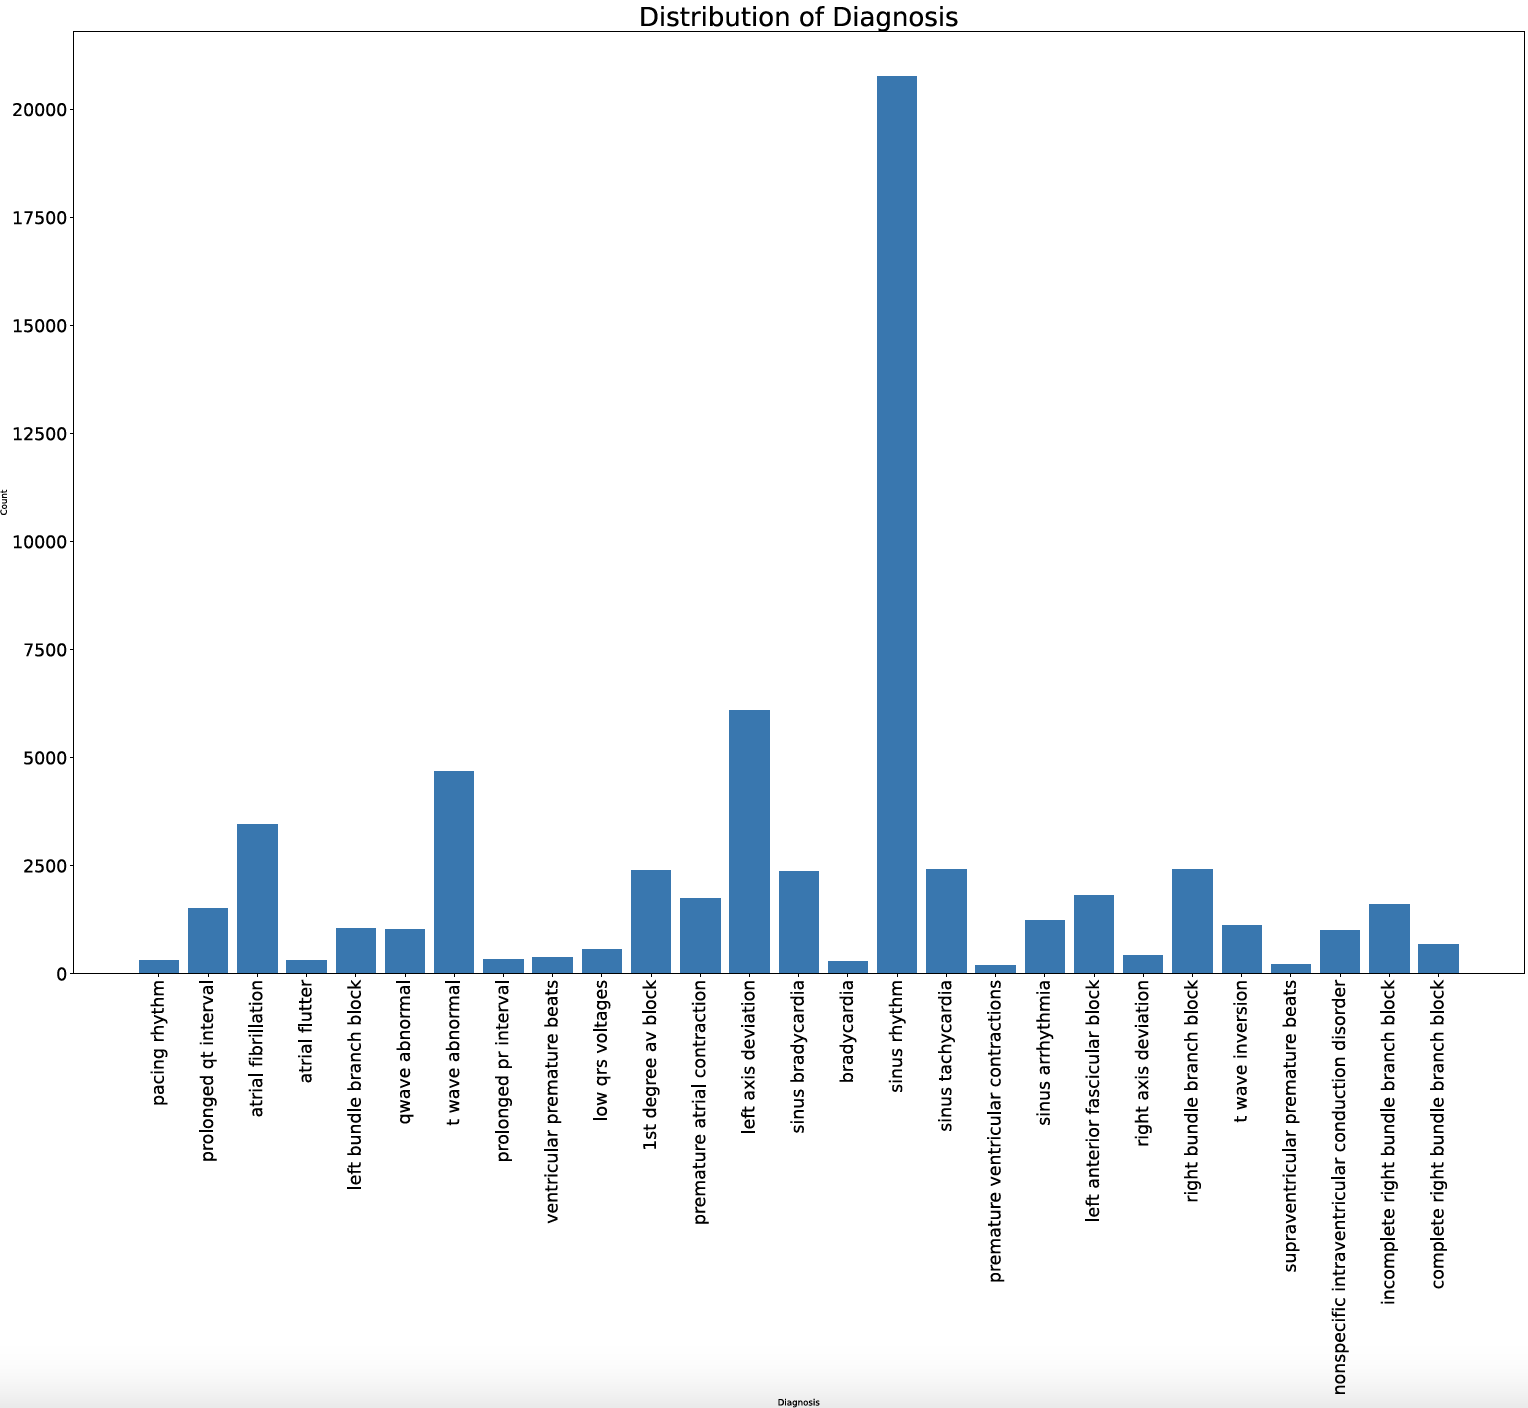 Distribution of Diagnosis
20000
17500
15000
12500
10000
7500
5000
2500
0
Count
pacing rhythm
prolonged qt interval
atrial fibrillation
atrial flutter
left bundle branch block
qwave abnormal
t wave abnormal
prolonged pr interval
ventricular premature beats
low qrs voltages
1st degree av block
premature atrial contraction
left axis deviation
sinus bradycardia
bradycardia
sinus rhythm
sinus tachycardia
premature ventricular contractions
sinus arrhythmia
left anterior fascicular block
right axis deviation
right bundle branch block
t wave inversion
supraventricular premature beats
nonspecific intraventricular conduction disorder
incomplete right bundle branch block
complete right bundle branch block
Diagnosis